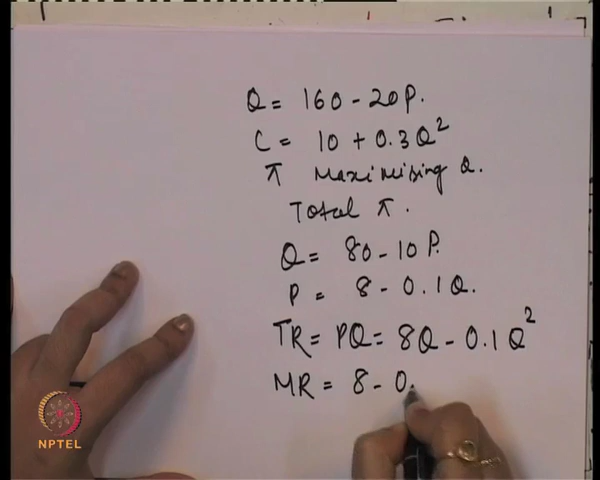 Q = 160 - 20P.
C = 10 + 0.3Q²
π Maximising Q.
Total π.
Q = 80 - 10P.
P = 8 - 0.1Q.
TR = PQ = 8Q - 0.1Q²
MR = 8 - 0.
NPTEL